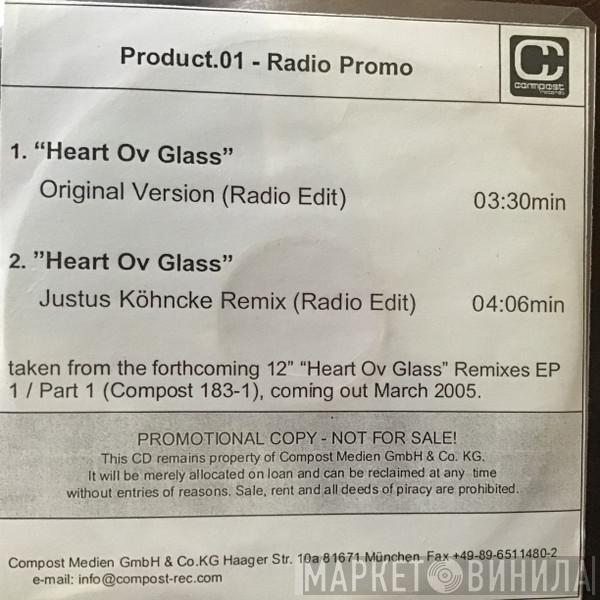 Product.01 - Radio Promo
compost
records
1. “Heart Ov Glass”
Original Version (Radio Edit) 03:30min
2. ”Heart Ov Glass”
Justus Köhncke Remix (Radio Edit) 04:06min
taken from the forthcoming 12” “Heart Ov Glass” Remixes EP
1 / Part 1 (Compost 183-1), coming out March 2005.
PROMOTIONAL COPY - NOT FOR SALE!
This CD remains property of Compost Medien GmbH & Co. KG.
It will be merely allocated on loan and can be reclaimed at any time
without entries of reasons. Sale, rent and all deeds of piracy are prohibited.
Compost Medien GmbH & Co.KG Haager Str. 10a 81671 München Fax +49-89-6511480-2
e-mail: info@compost-rec.com
МАРКЕТВИНИЛА